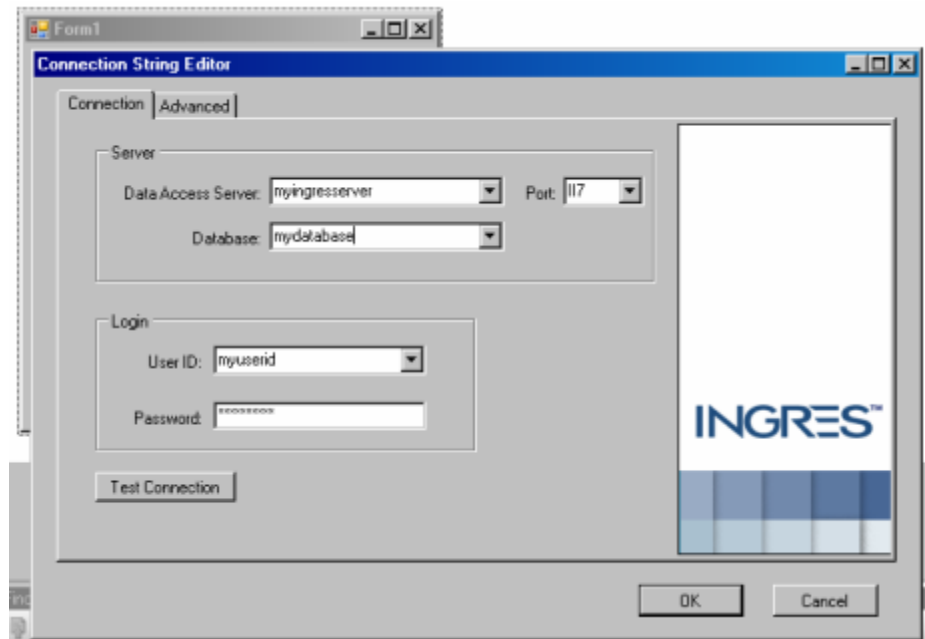 Form1
Connection String Editor
Connection Advanced
Server
Data Access Server: myingresserver Port: II7
Database: mydatabase
Login
User ID: myuserid
Password: ********
INGRES™
Test Connection
OK Cancel